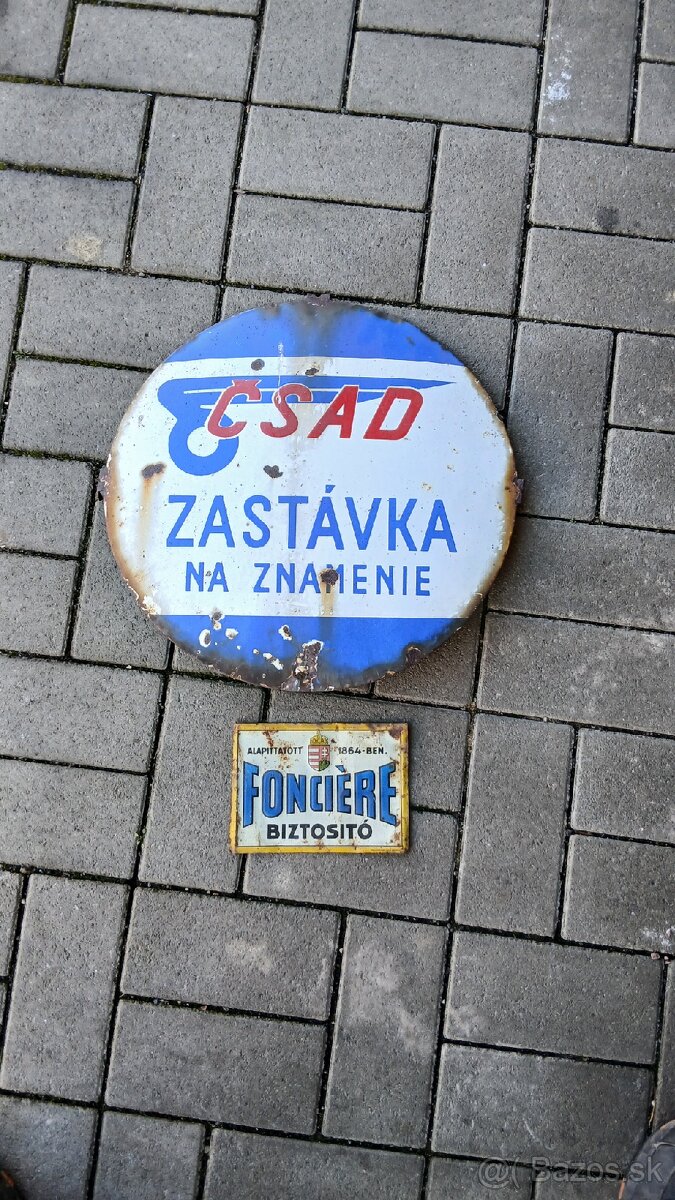 ČSAD
ZASTÁVKA
NA ZNAMENIE
ALAPITTATOTT 1864-BEN.
FONCIÈRE
BIZTOSITÓ
@( Bazos.sk